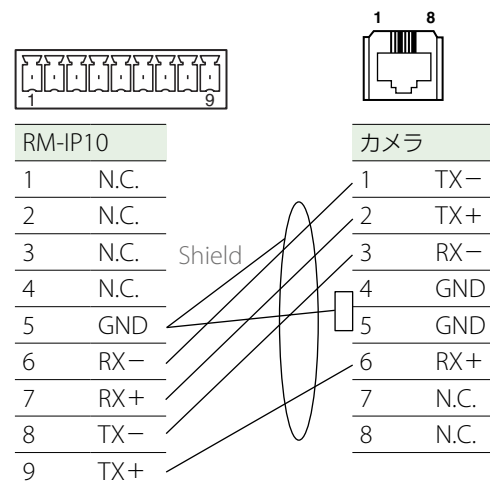 1 8
1 9
RM-IP10
1 N.C.
2 N.C.
3 N.C.
4 N.C.
5 GND
6 RX−
7 RX+
8 TX−
9 TX+
Shield
カメラ
1 TX−
2 TX+
3 RX−
4 GND
5 GND
6 RX+
7 N.C.
8 N.C.